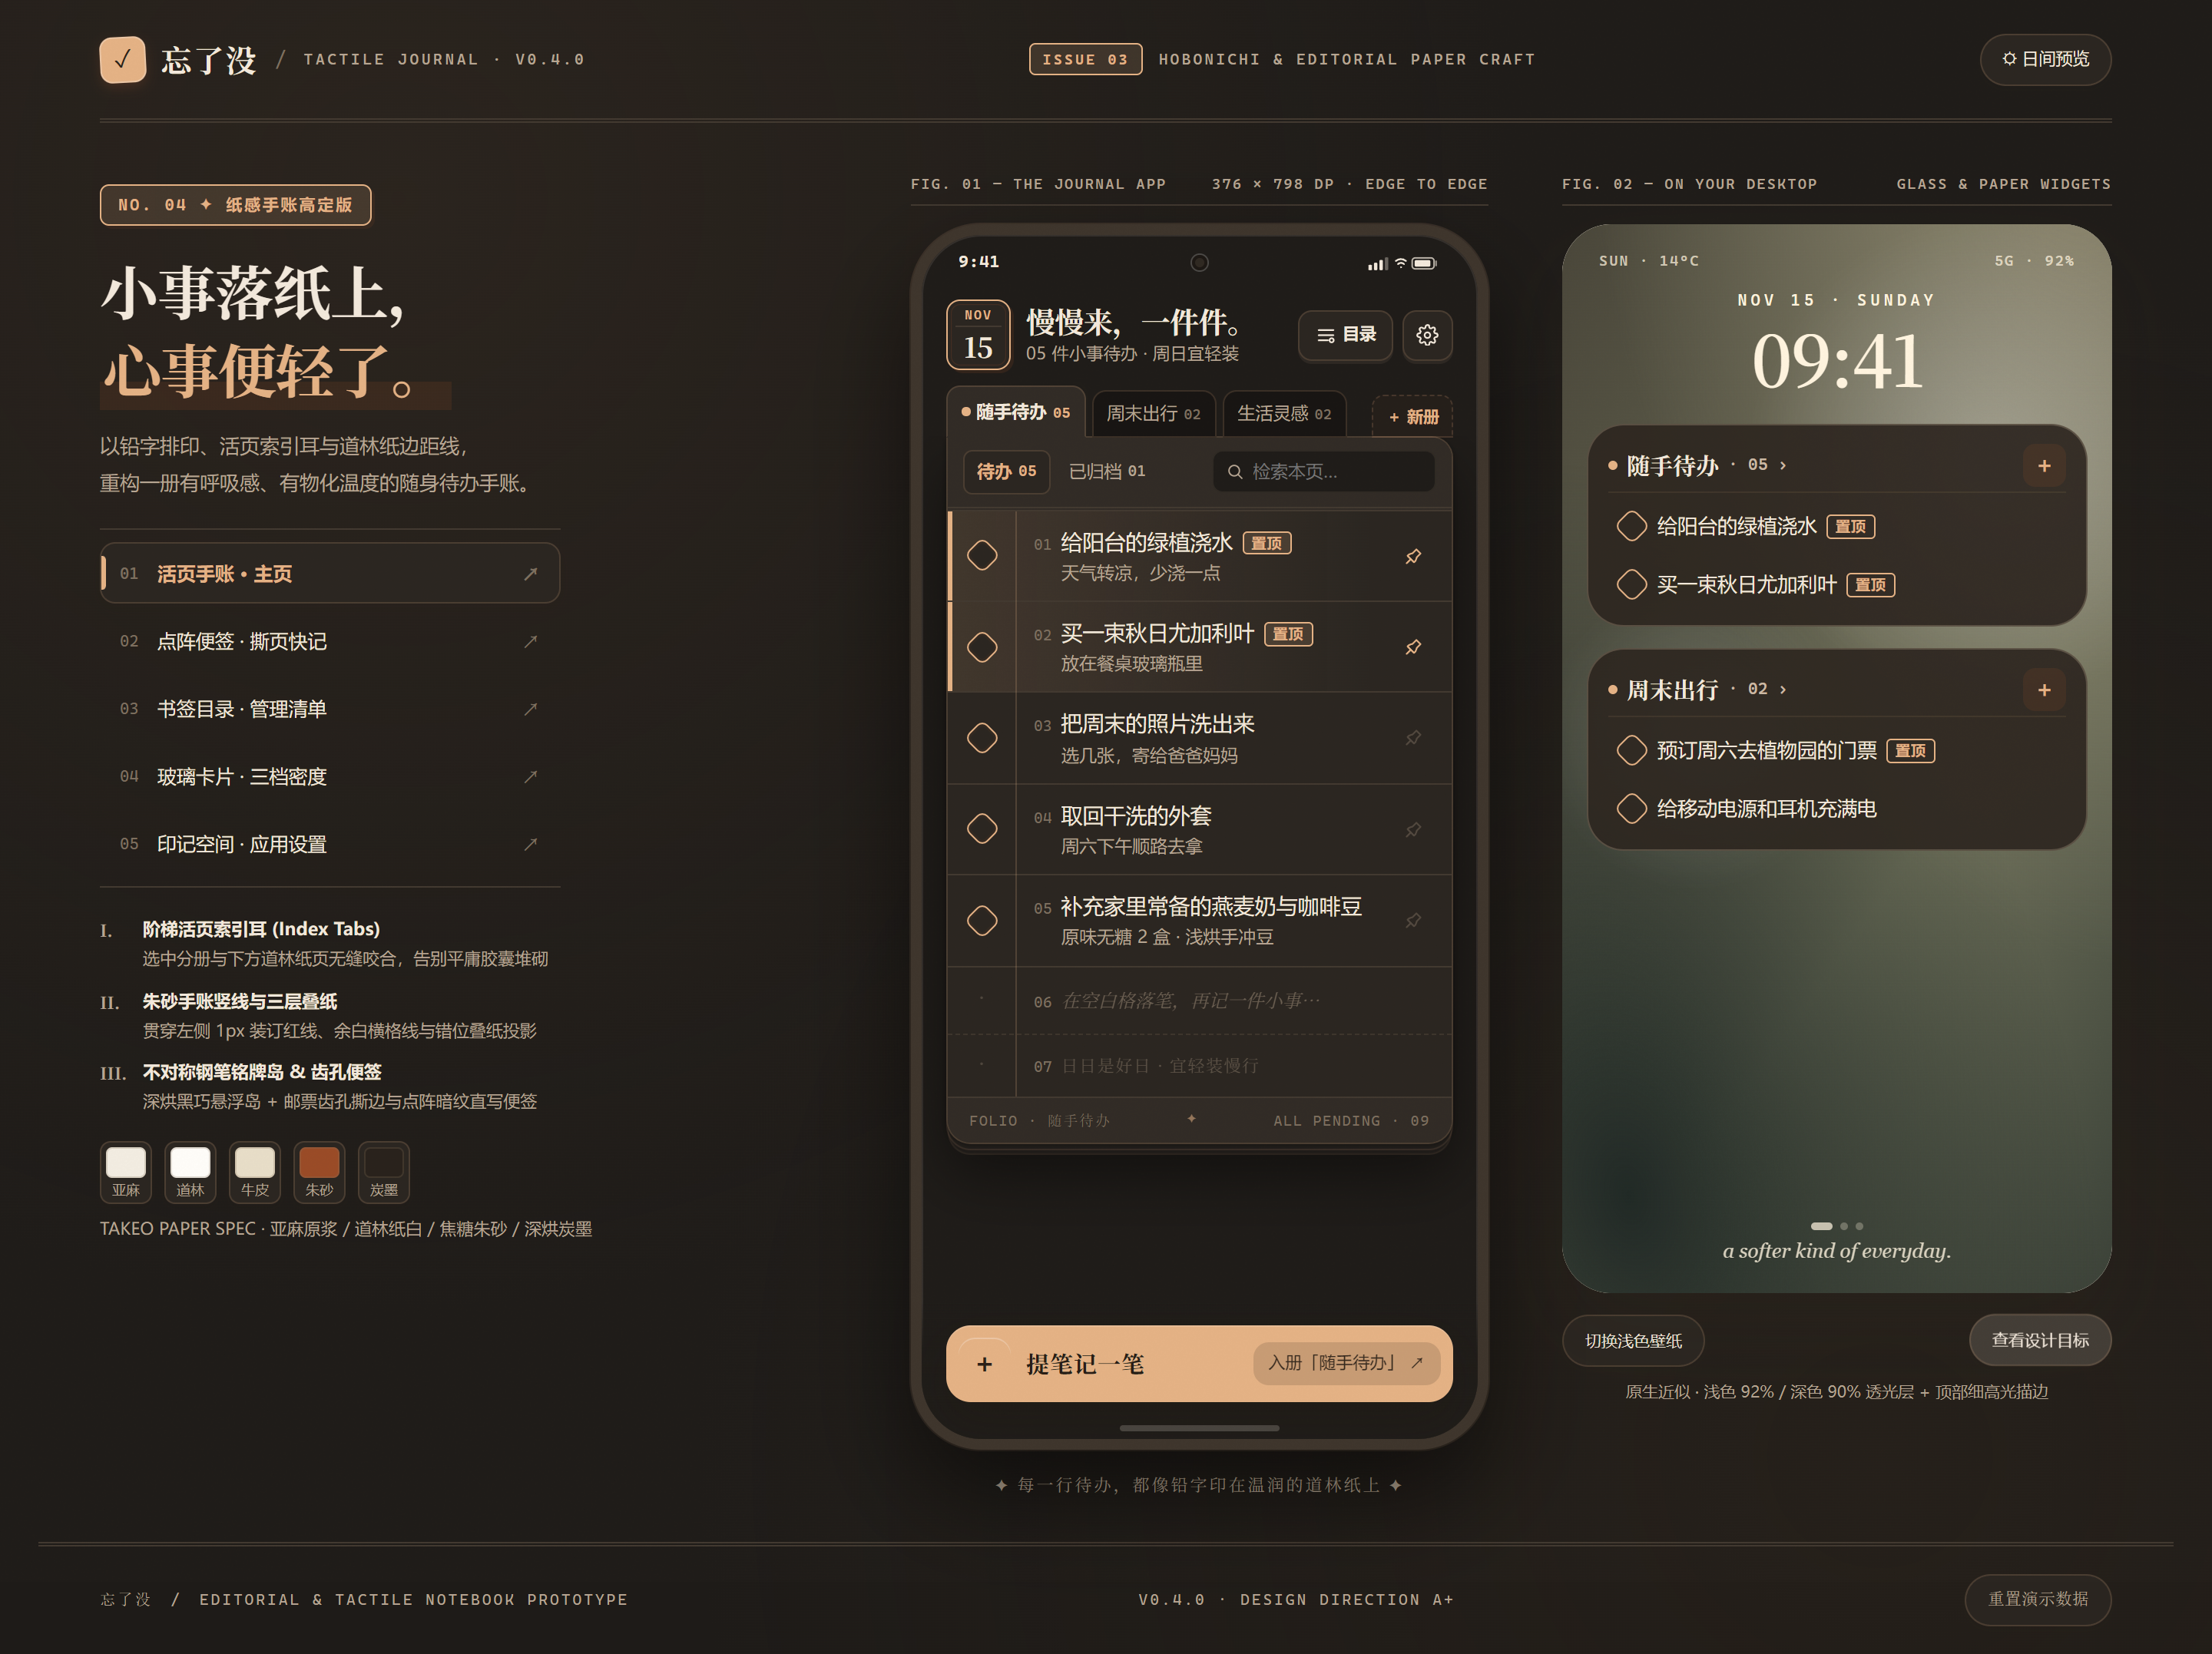 ✓ 忘了没 / TACTILE JOURNAL · V0.4.0
ISSUE 03 HOBONICHI & EDITORIAL PAPER CRAFT
日间预览
NO. 04 ✦ 纸感手账高定版
小事落纸上，
心事便轻了。
以铅字排印、活页索引耳与道林纸边距线，
重构一册有呼吸感、有物化温度的随身待办手账。
01 活页手账 • 主页 ↗
02 点阵便签 · 撕页快记 ↗
03 书签目录 · 管理清单 ↗
04 玻璃卡片 · 三档密度 ↗
05 印记空间 · 应用设置 ↗
I. 阶梯活页索引耳 (Index Tabs)
选中分册与下方道林纸页无缝咬合，告别平庸胶囊堆砌
II. 朱砂手账竖线与三层叠纸
贯穿左侧 1px 装订红线、余白横格线与错位叠纸投影
III. 不对称钢笔铭牌岛 & 齿孔便签
深烘黑巧悬浮岛 + 邮票齿孔撕边与点阵暗纹直写便签
亚麻 道林 牛皮 朱砂 炭墨
TAKEO PAPER SPEC · 亚麻原浆 / 道林纸白 / 焦糖朱砂 / 深烘炭墨
FIG. 01 — THE JOURNAL APP 376 × 798 DP · EDGE TO EDGE
9:41
NOV
15
慢慢来，一件件。
05 件小事待办 · 周日宜轻装
目录
随手待办 05 周末出行 02 生活灵感 02 + 新册
待办 05 已归档 01 检索本页...
01 给阳台的绿植浇水 置顶
天气转凉，少浇一点
02 买一束秋日尤加利叶 置顶
放在餐桌玻璃瓶里
03 把周末的照片洗出来
选几张，寄给爸爸妈妈
04 取回干洗的外套
周六下午顺路去拿
05 补充家里常备的燕麦奶与咖啡豆
原味无糖 2 盒 · 浅烘手冲豆
06 在空白格落笔，再记一件小事…
07 日日是好日 · 宜轻装慢行
FOLIO · 随手待办 ✦ ALL PENDING · 09
+ 提笔记一笔 入册「随手待办」 ↗
✦ 每一行待办，都像铅字印在温润的道林纸上 ✦
FIG. 02 — ON YOUR DESKTOP GLASS & PAPER WIDGETS
SUN · 14°C 5G · 92%
NOV 15 · SUNDAY
09:41
随手待办 · 05 › +
给阳台的绿植浇水 置顶
买一束秋日尤加利叶 置顶
周末出行 · 02 › +
预订周六去植物园的门票 置顶
给移动电源和耳机充满电
a softer kind of everyday.
切换浅色壁纸 查看设计目标
原生近似 · 浅色 92% / 深色 90% 透光层 + 顶部细高光描边
忘了没 / EDITORIAL & TACTILE NOTEBOOK PROTOTYPE
V0.4.0 · DESIGN DIRECTION A+
重置演示数据